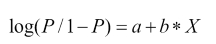 log(P/1−P) = a+b∗X